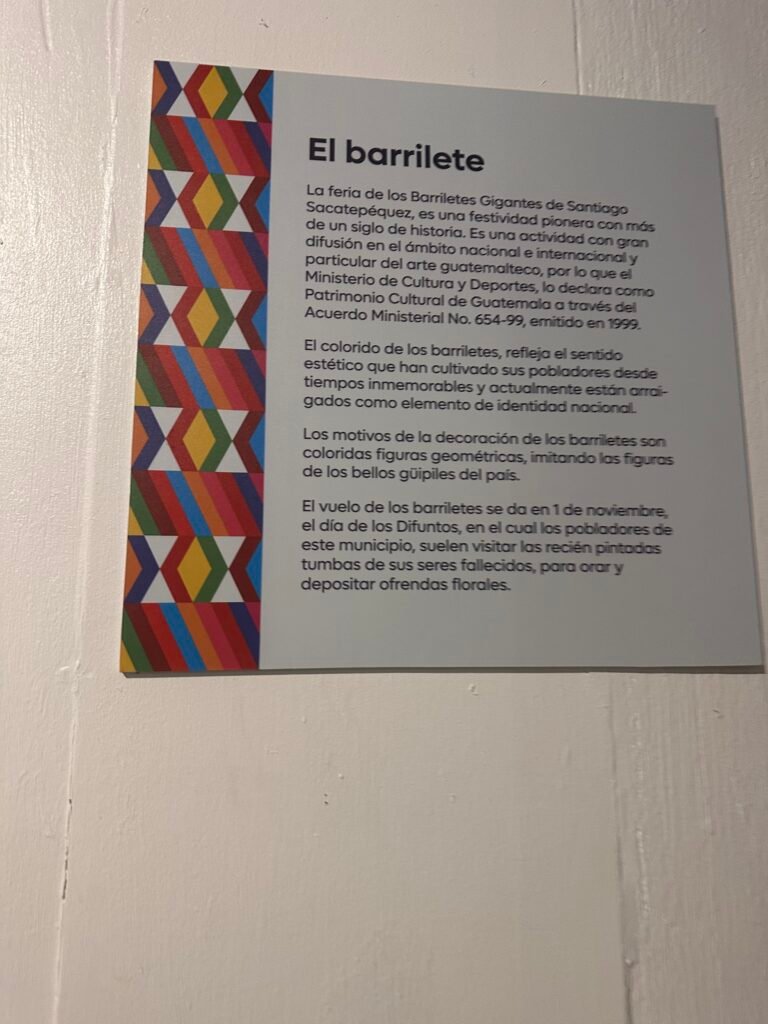 El barrilete
La feria de los Barriletes Gigantes de Santiago
Sacatepéquez, es una festividad pionera con más
de un siglo de historia. Es una actividad con gran
difusión en el ámbito nacional e internacional y
particular del arte guatemalteco, por lo que el
Ministerio de Cultura y Deportes, lo declara como
Patrimonio Cultural de Guatemala a través del
Acuerdo Ministerial No. 654-99, emitido en 1999.
El colorido de los barriletes, refleja el sentido
estético que han cultivado sus pobladores desde
tiempos inmemorables y actualmente están arrai-
gados como elemento de identidad nacional.
Los motivos de la decoración de los barriletes son
coloridas figuras geométricas, imitando las figuras
de los bellos güipiles del país.
El vuelo de los barriletes se da en 1 de noviembre,
el día de los Difuntos, en el cual los pobladores de
este municipio, suelen visitar las recién pintadas
tumbas de sus seres fallecidos, para orar y
depositar ofrendas florales.